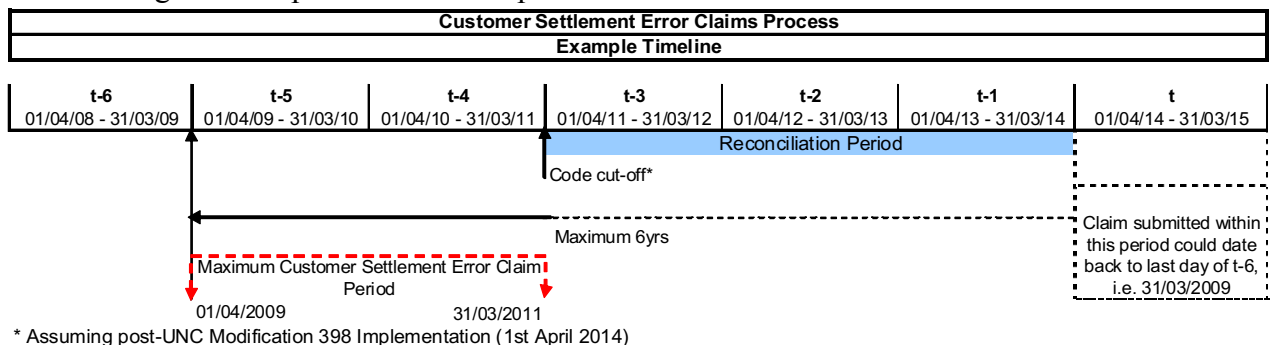 Customer Settlement Error Claims Process
Example Timeline
t-6 t-5 t-4 t-3 t-2 t-1 t
01/04/08 - 31/03/09 01/04/09 - 31/03/10 01/04/10 - 31/03/11 01/04/11 - 31/03/12 01/04/12 - 31/03/13 01/04/13 - 31/03/14 01/04/14 - 31/03/15
Reconciliation Period
Code cut-off*
Maximum 6yrs
Claim submitted within
this period could date
back to last day of t-6,
i.e. 31/03/2009
Maximum Customer Settlement Error Claim
Period
01/04/2009 31/03/2011
* Assuming post-UNC Modification 398 Implementation (1st April 2014)